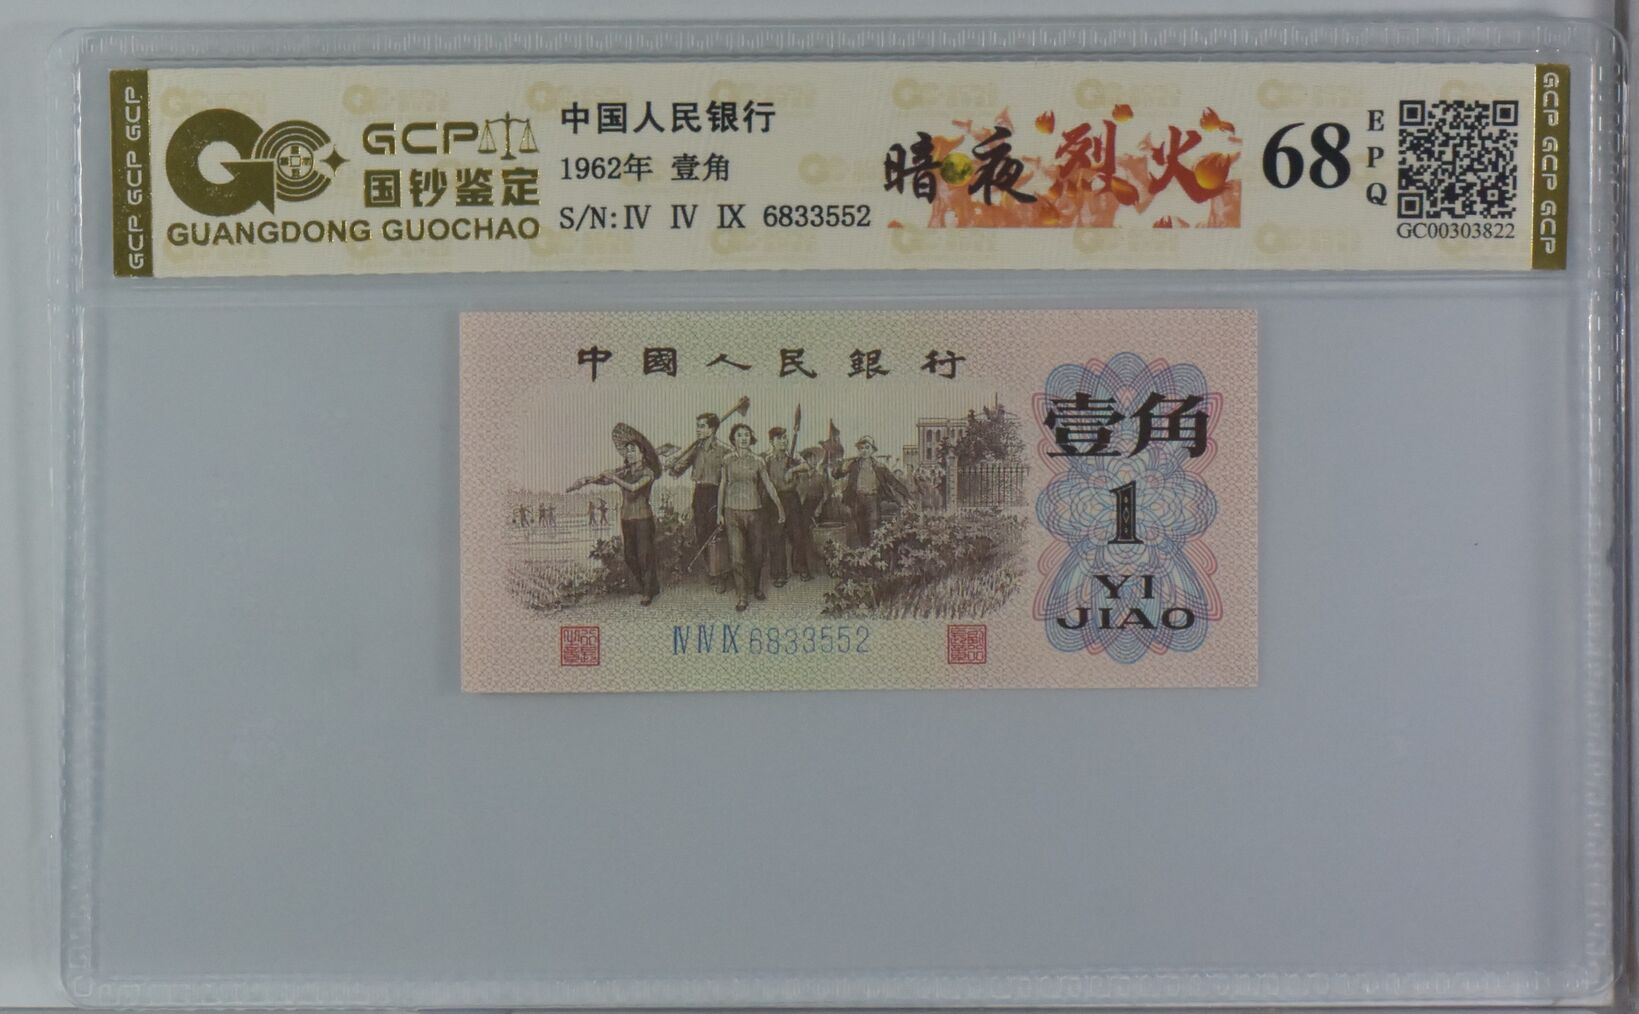 GCP GCP GCP
GCP
国钞鉴定
GUANGDONG GUOCHAO
中国人民银行
1962年 壹角
S/N: IV IV IX 6833552
暗夜烈火
68
EPQ
GC00303822
GCP GCP GCP
中國人民銀行
壹角
1
YI
JIAO
IV IV IX 6833552